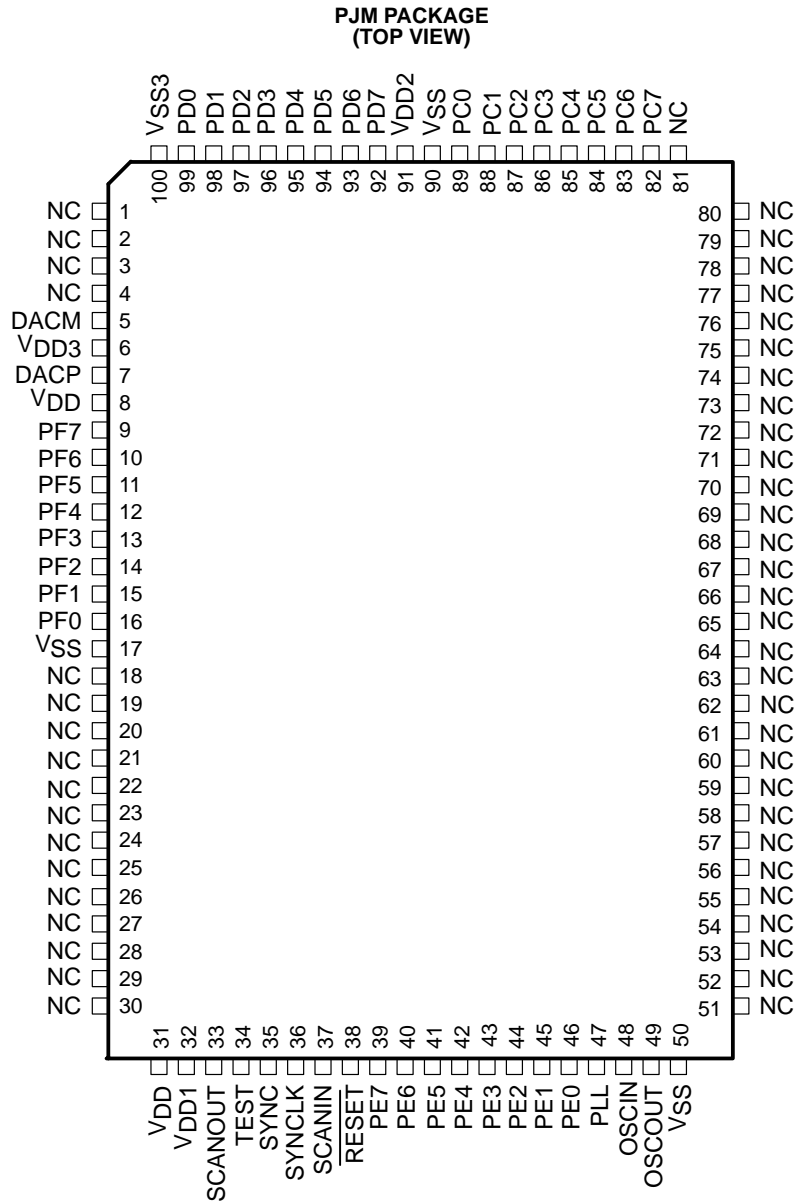 PJM PACKAGE
(TOP VIEW)
VSS3 PD0 PD1 PD2 PD3 PD4 PD5 PD6 PD7 VDD2 VSS PC0 PC1 PC2 PC3 PC4 PC5 PC6 PC7 NC
100 99 98 97 96 95 94 93 92 91 90 89 88 87 86 85 84 83 82 81
NC 1 80 NC
NC 2 79 NC
NC 3 78 NC
NC 4 77 NC
DACM 5 76 NC
VDD3 6 75 NC
DACP 7 74 NC
VDD 8 73 NC
PF7 9 72 NC
PF6 10 71 NC
PF5 11 70 NC
PF4 12 69 NC
PF3 13 68 NC
PF2 14 67 NC
PF1 15 66 NC
PF0 16 65 NC
VSS 17 64 NC
NC 18 63 NC
NC 19 62 NC
NC 20 61 NC
NC 21 60 NC
NC 22 59 NC
NC 23 58 NC
NC 24 57 NC
NC 25 56 NC
NC 26 55 NC
NC 27 54 NC
NC 28 53 NC
NC 29 52 NC
NC 30 51 NC
31 32 33 34 35 36 37 38 39 40 41 42 43 44 45 46 47 48 49 50
VDD VDD1 SCANOUT TEST SYNC SYNCLK SCANIN RESET PE7 PE6 PE5 PE4 PE3 PE2 PE1 PE0 PLL OSCIN OSCOUT VSS